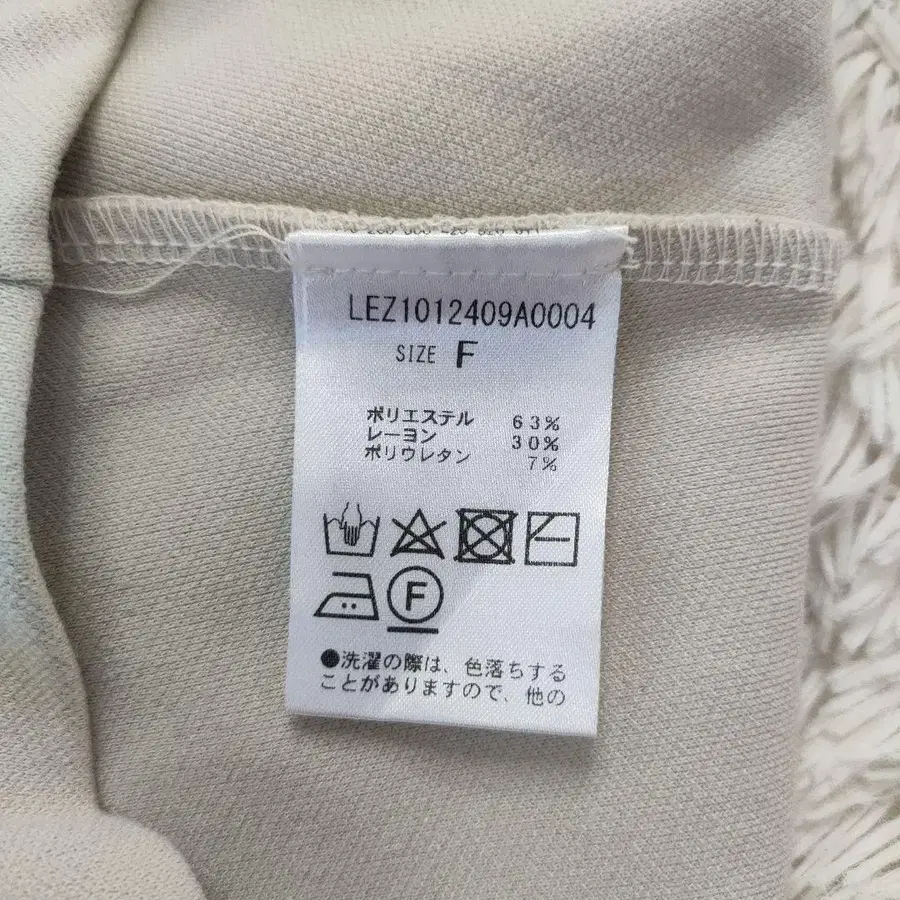 LEZ1012409A0004
SIZE F
ポリエステル 63%
レーヨン 30%
ポリウレタン 7%
F
●洗濯の際は、色落ちする
ことがありますので、他の